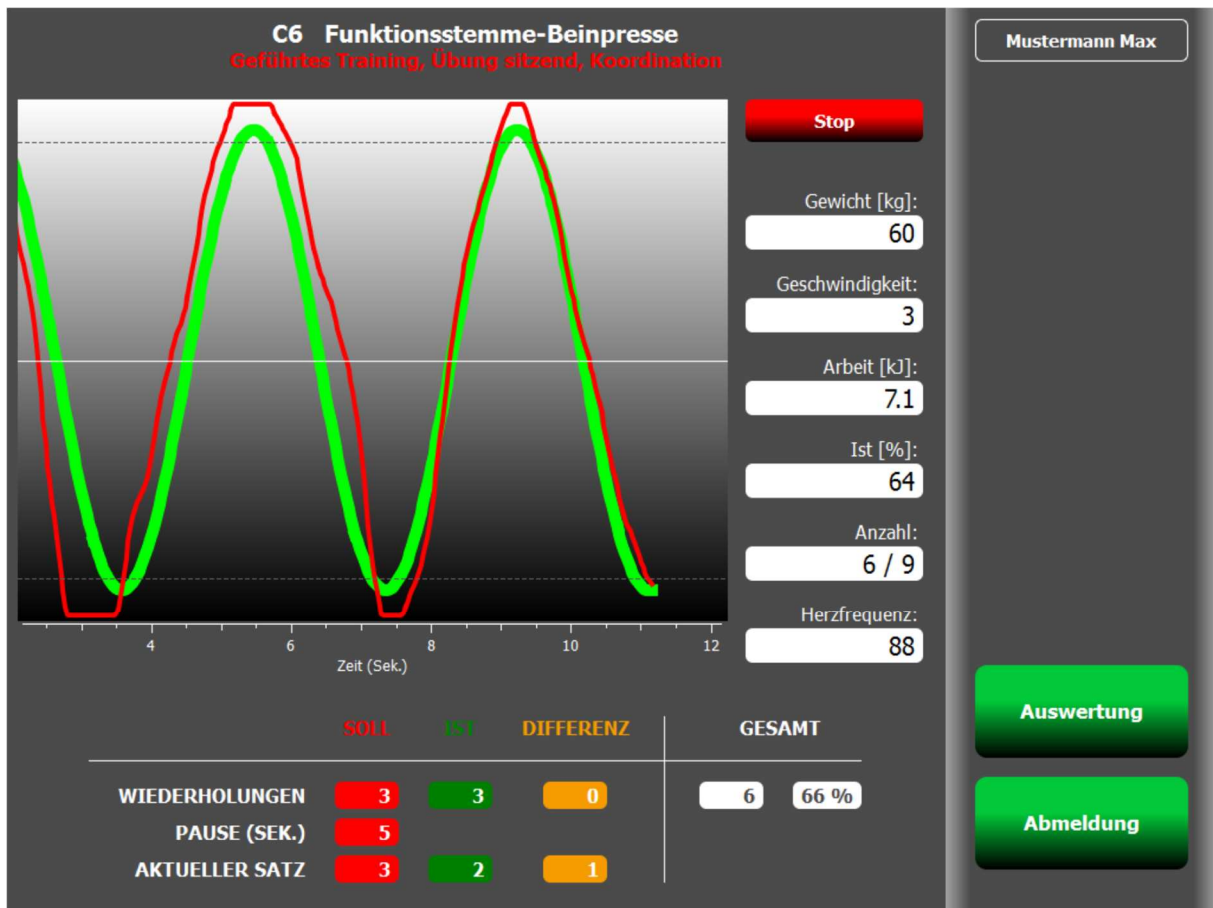 C6 Funktionsstemme-Beinpresse
Geführtes Training, Übung sitzend, Koordination
Mustermann Max
Stop
Gewicht [kg]:
60
Geschwindigkeit:
3
Arbeit [kJ]:
7.1
Ist [%]:
64
Anzahl:
6 / 9
Herzfrequenz:
88
4 6 8 10 12
Zeit (Sek.)
SOLL IST DIFFERENZ GESAMT
WIEDERHOLUNGEN 3 3 0 6 66 %
PAUSE (SEK.) 5
AKTUELLER SATZ 3 2 1
Auswertung
Abmeldung